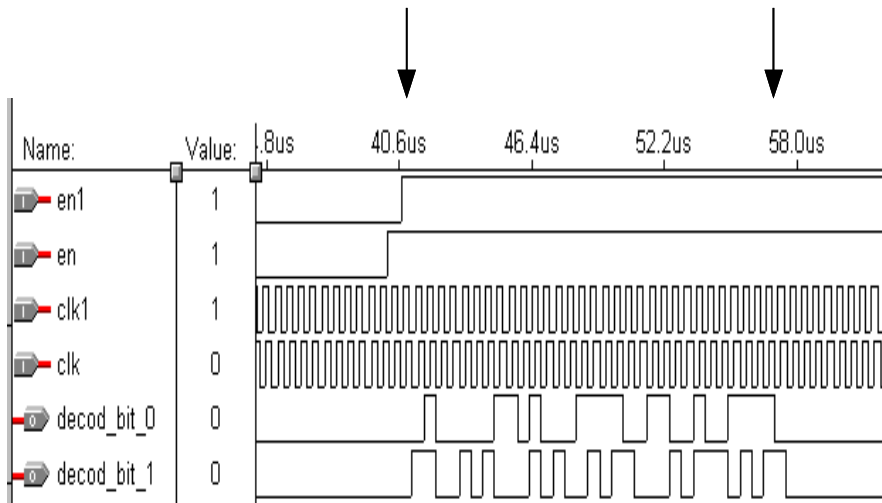 Name: Value: .8us 40.6us 46.4us 52.2us 58.0us
I en1 1
I en 1
I clk1 1
I clk 0
O decod_bit_0 0
O decod_bit_1 0